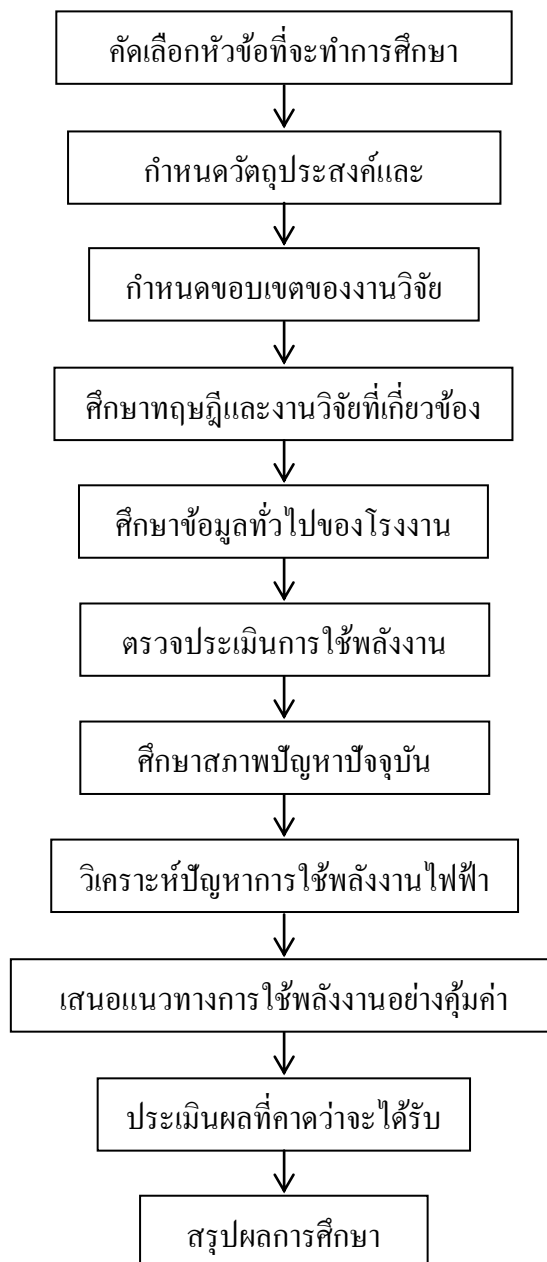 คัดเลือกหัวข้อที่จะทำการศึกษา
กำหนดวัตถุประสงค์และ
กำหนดขอบเขตของงานวิจัย
ศึกษาทฤษฎีและงานวิจัยที่เกี่ยวข้อง
ศึกษาข้อมูลทั่วไปของโรงงาน
ตรวจประเมินการใช้พลังงาน
ศึกษาสภาพปัญหาปัจจุบัน
วิเคราะห์ปัญหาการใช้พลังงานไฟฟ้า
เสนอแนวทางการใช้พลังงานอย่างคุ้มค่า
ประเมินผลที่คาดว่าจะได้รับ
สรุปผลการศึกษา